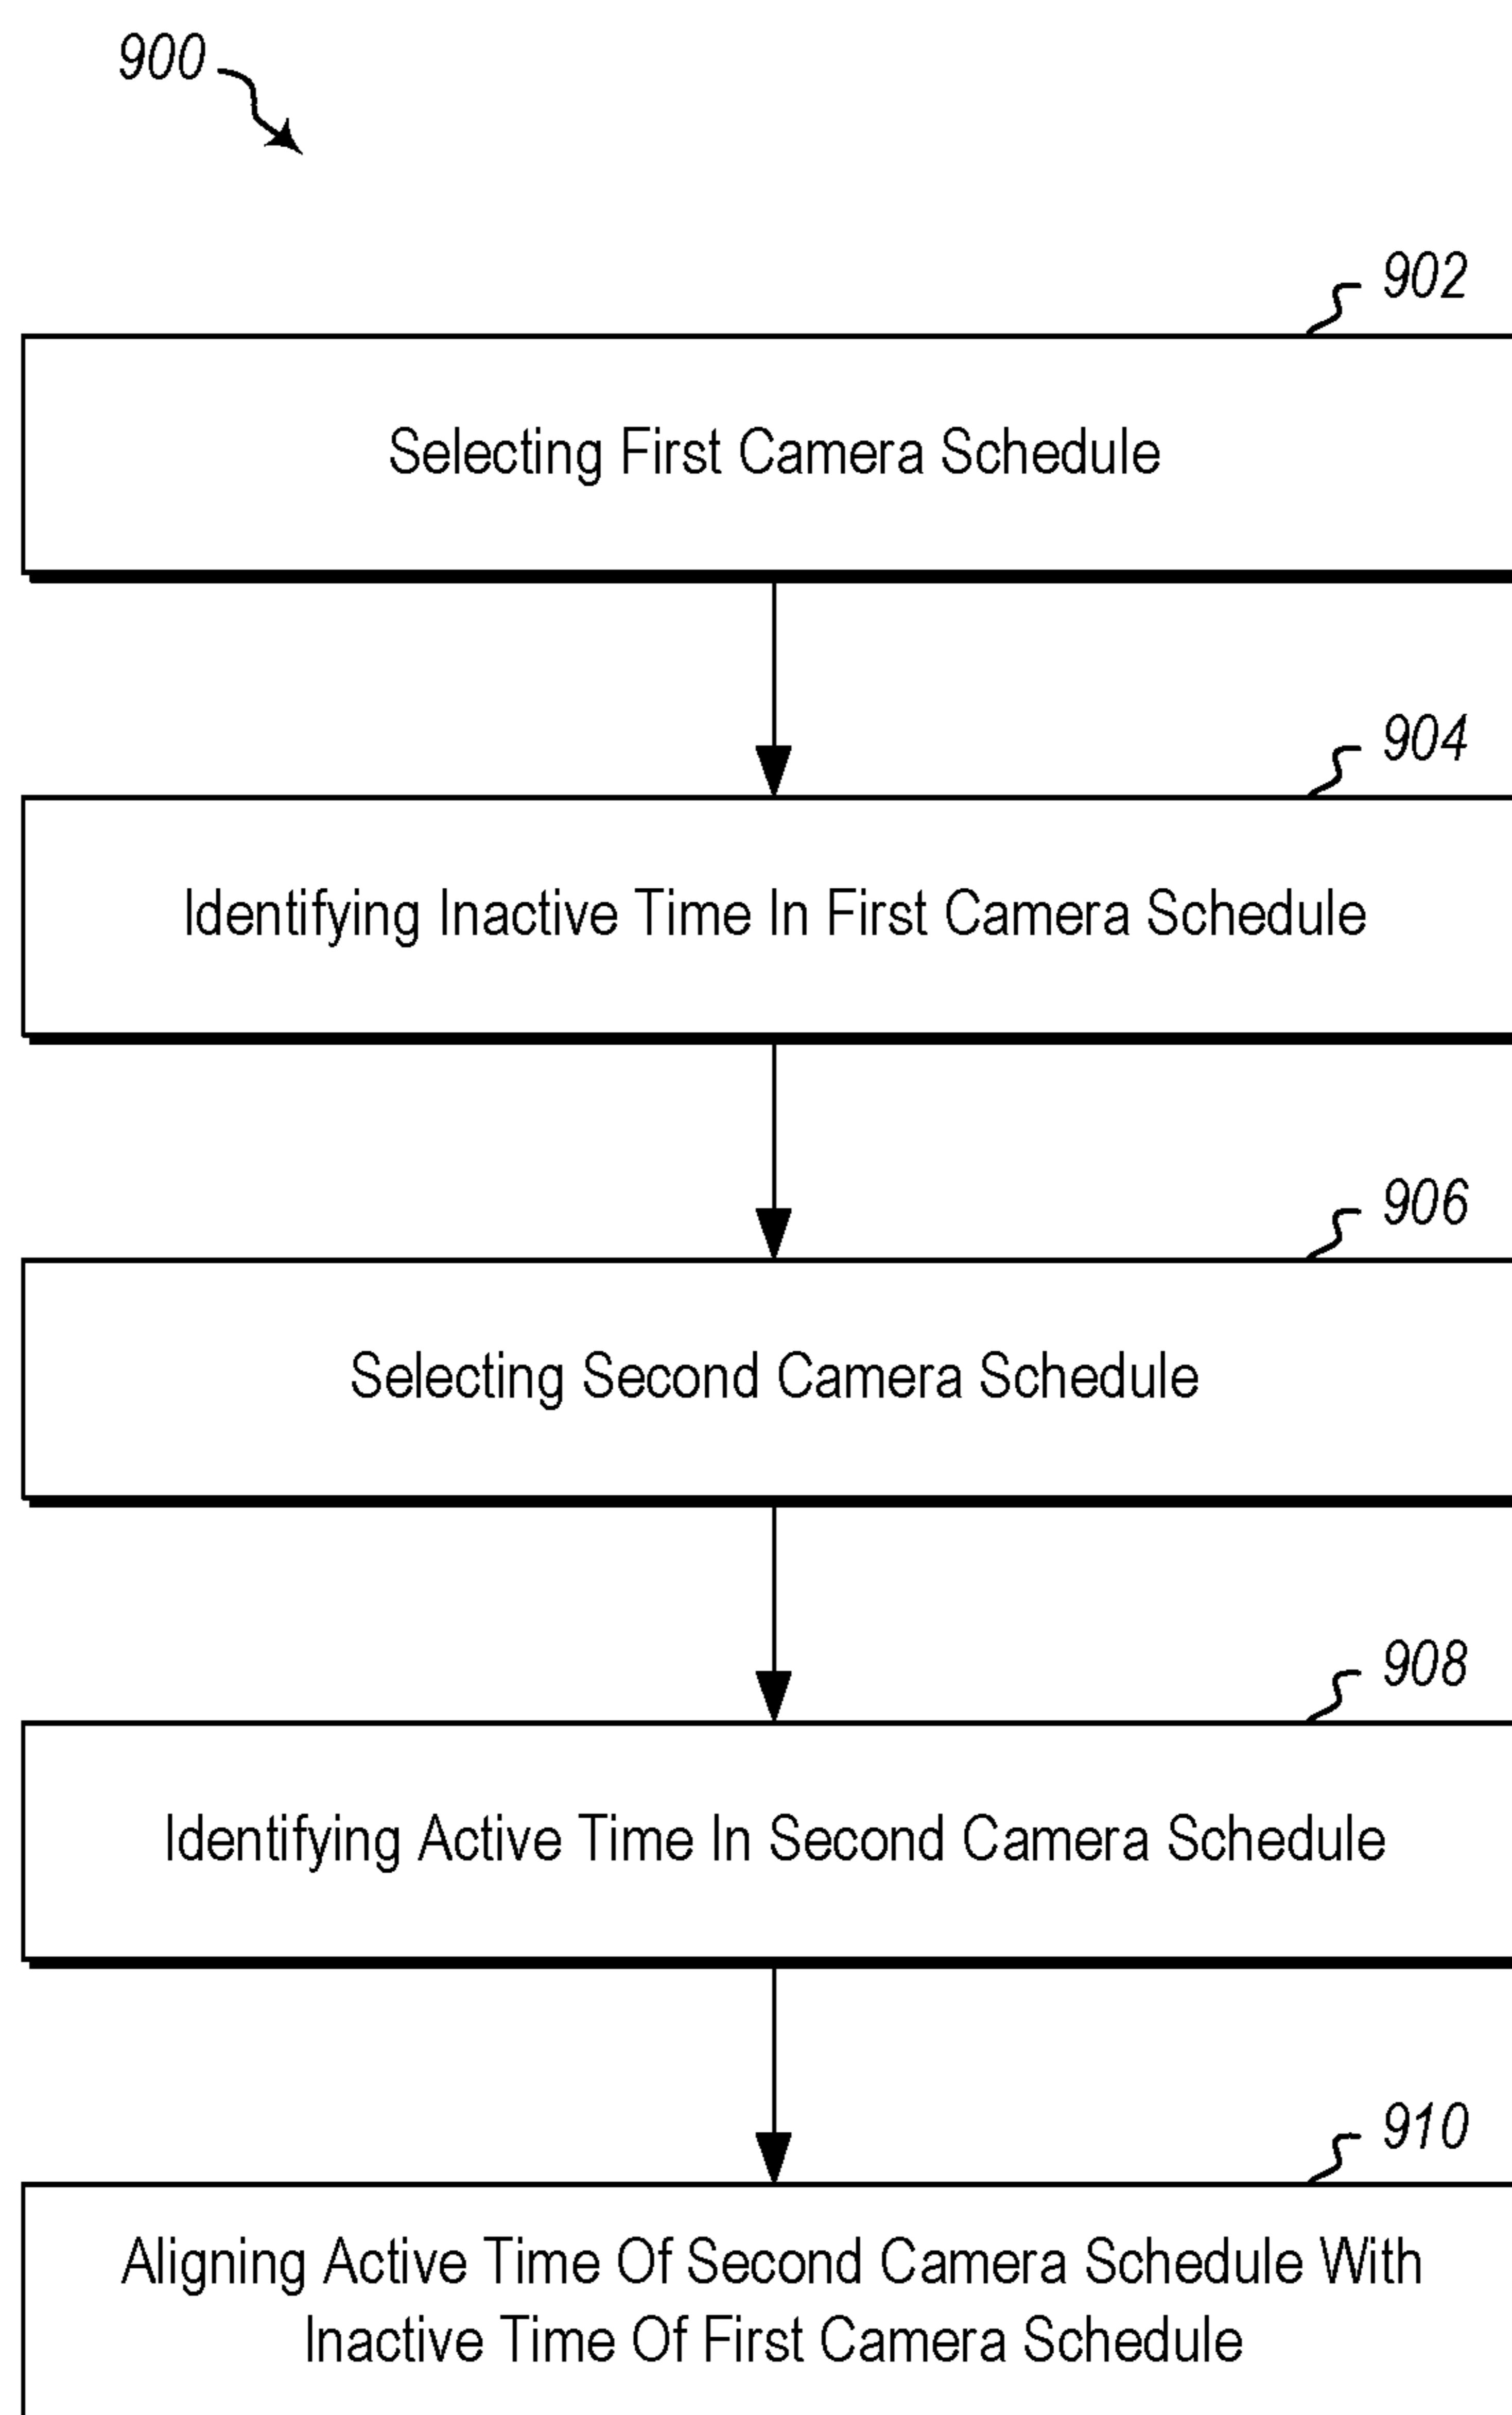 900
902
Selecting First Camera Schedule
904
Identifying Inactive Time In First Camera Schedule
906
Selecting Second Camera Schedule
908
Identifying Active Time In Second Camera Schedule
910
Aligning Active Time Of Second Camera Schedule With
Inactive Time Of First Camera Schedule